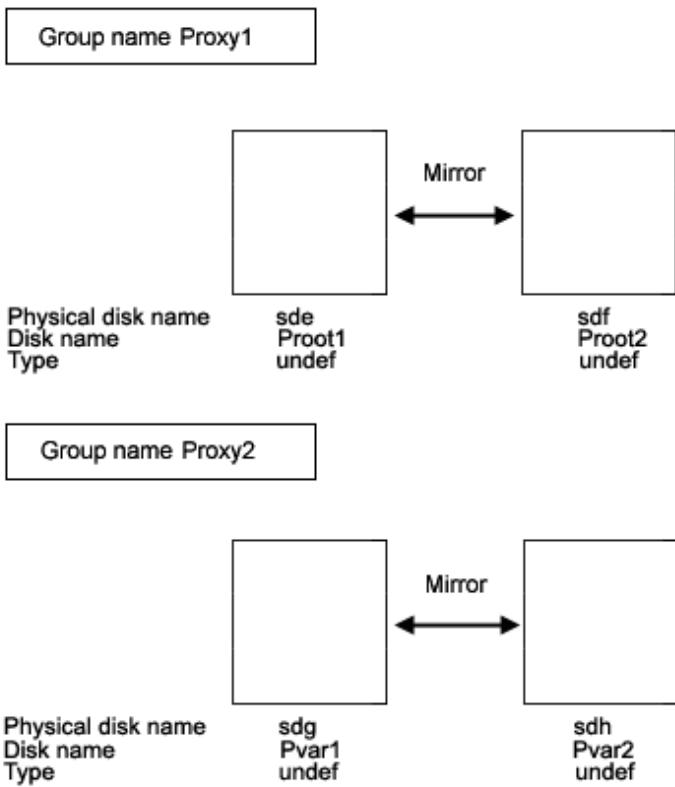 Group name Proxy1
Mirror
Physical disk name sde sdf
Disk name Proot1 Proot2
Type undef undef
Group name Proxy2
Mirror
Physical disk name sdg sdh
Disk name Pvar1 Pvar2
Type undef undef